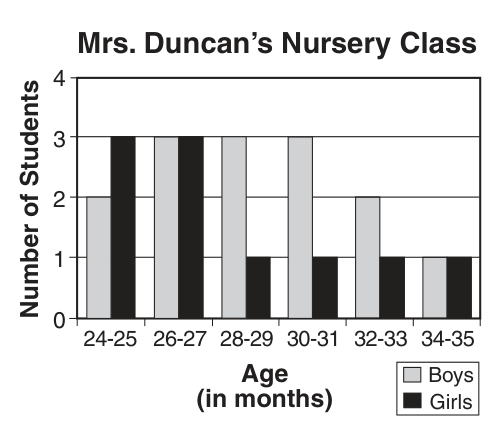 Mrs. Duncan's Nursery Class
Number of Students
4
3
2
1
0
24-25 26-27 28-29 30-31 32-33 34-35
Age
(in months)
Boys
Girls